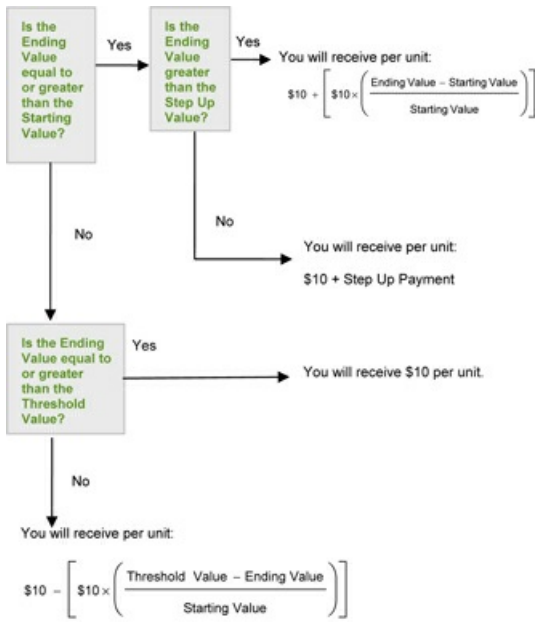 Is the
Ending
Value
equal to
or greater
than the
Starting
Value?
Yes
Is the
Ending
Value
greater
than the
Step Up
Value?
Yes
You will receive per unit:
$10 + [ $10 × ( Ending Value – Starting Value
Starting Value ) ]
No
No
You will receive per unit:
$10 + Step Up Payment
Is the Ending
Value equal to
or greater
than the
Threshold
Value?
Yes
You will receive $10 per unit.
No
You will receive per unit:
$10 – [ $10 × ( Threshold Value – Ending Value
Starting Value ) ]